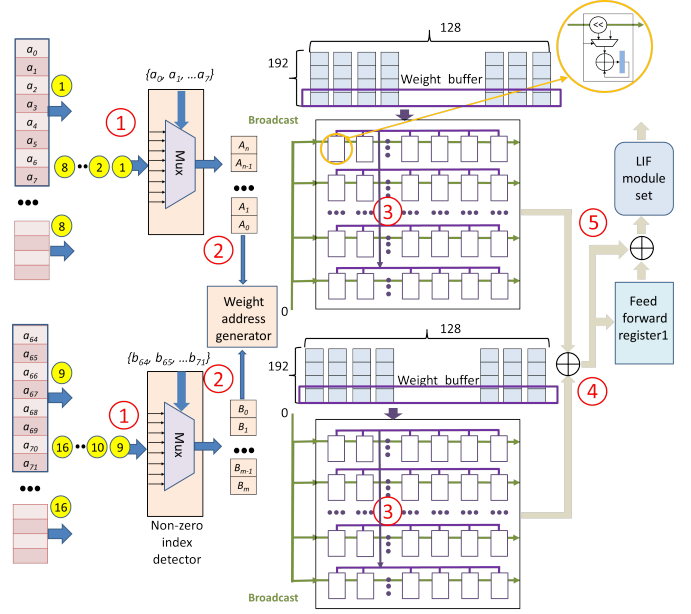 a0
a1
a2
a3
a4
a5
a6
a7
•••
1
8 •• 2 1
8
{a0, a1, ...a7}
1
Mux
An
An-1
•••
A1
A0
2
Weight
address
generator
a64
a65
a66
a67
a68
a69
a70
a71
•••
9
16 •• 10 9
16
{b64, b65, ...b71}
1
Mux
Non-zero
index
detector
2
B0
B1
•••
Bm-1
Bm
128
192
Weight buffer
Broadcast
3
0
128
192
Weight buffer
0
3
Broadcast
<<
LIF
module
set
5
Feed
forward
register1
4